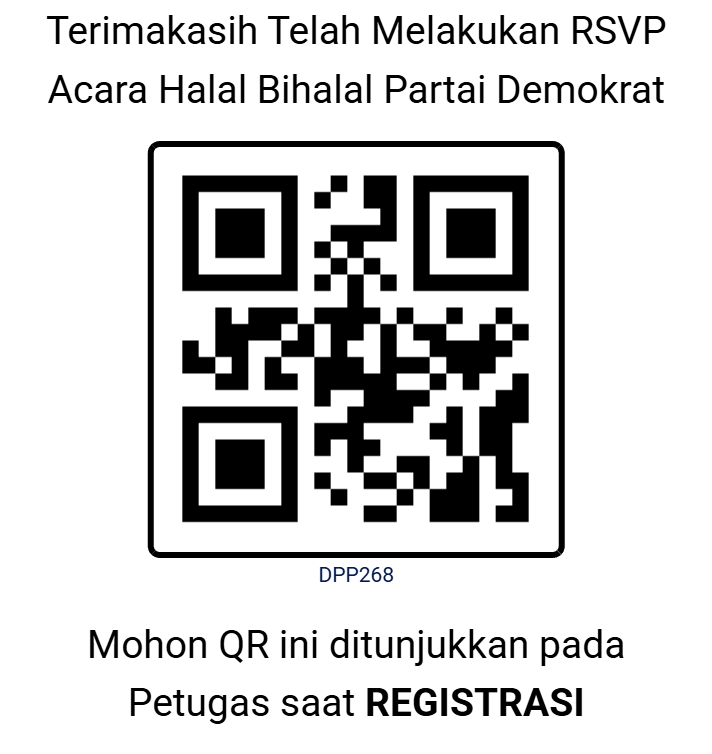 Terimakasih Telah Melakukan RSVP
Acara Halal Bihalal Partai Demokrat
DPP268
Mohon QR ini ditunjukkan pada
Petugas saat REGISTRASI